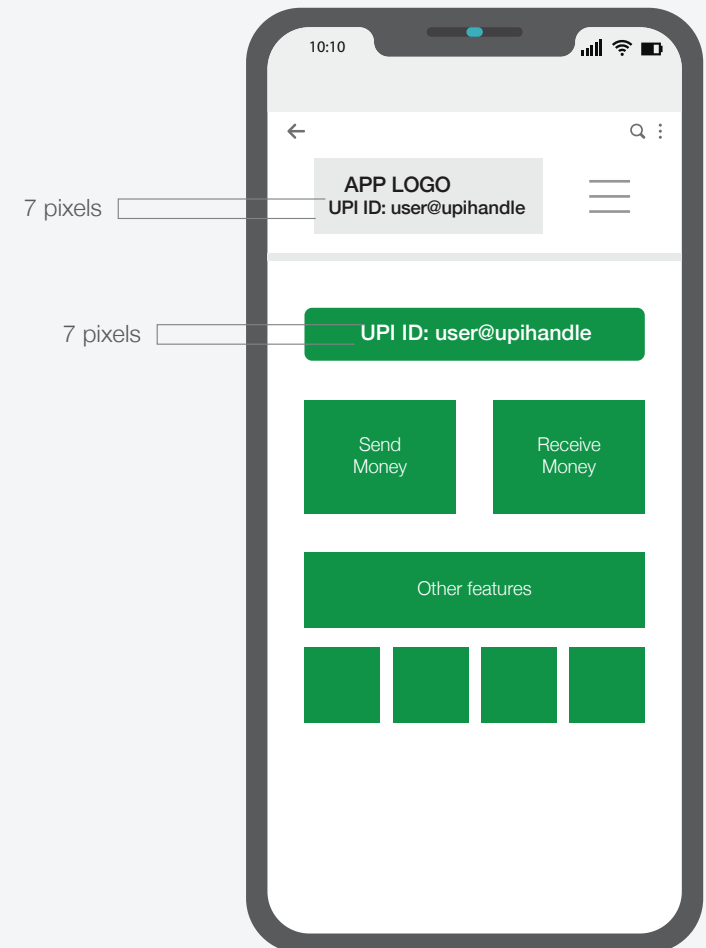 10:10
APP LOGO
7 pixels
UPI ID: user@upihandle
7 pixels
UPI ID: user@upihandle
Send
Money
Receive
Money
Other features